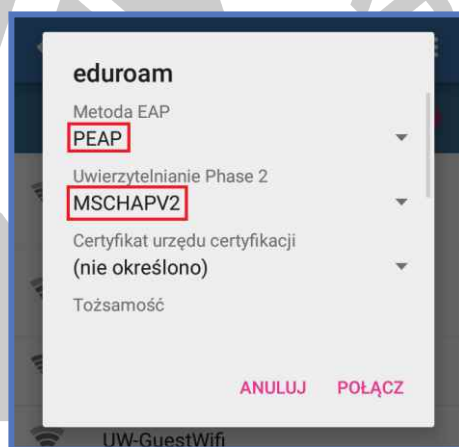 eduroam
Metoda EAP
PEAP
Uwierzytelnianie Phase 2
MSCHAPV2
Certyfikat urzędu certyfikacji
(nie określono)
Tożsamość
ANULUJ POŁĄCZ
UW-GuestWifi